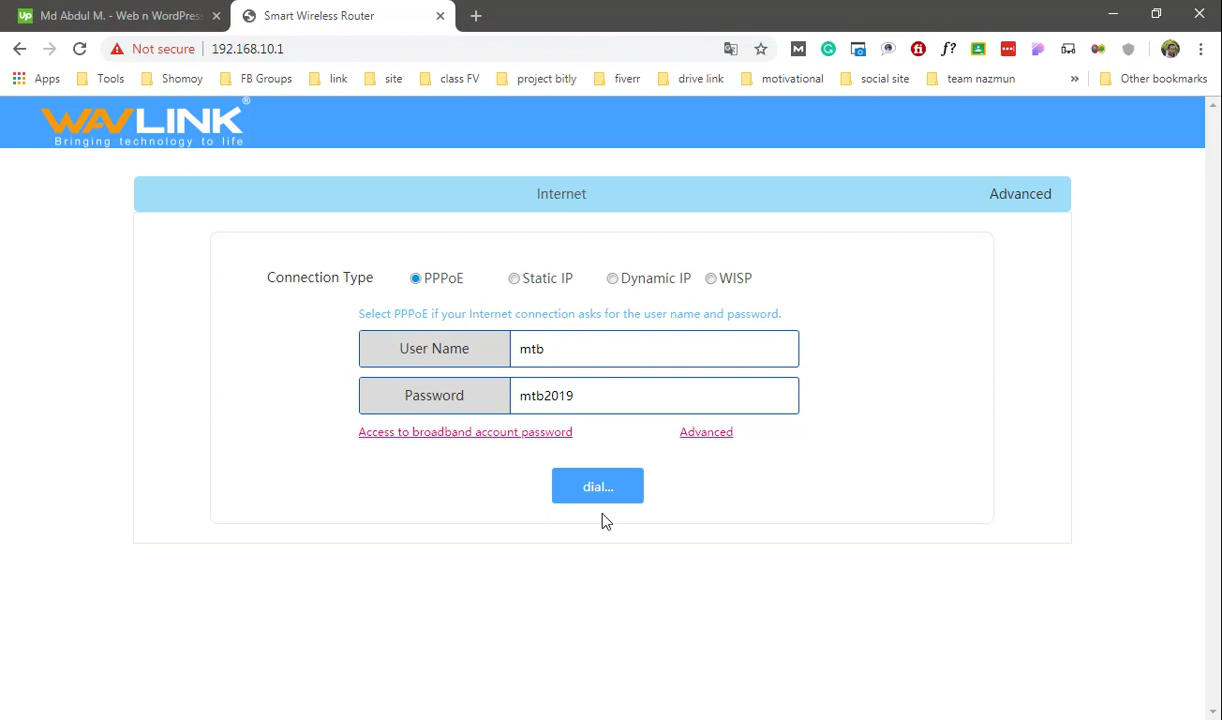 Md Abdul M. - Web n WordPress
Smart Wireless Router
Not secure
192.168.10.1
Apps
Tools
Shomoy
FB Groups
link
site
class FV
project bitly
fiverr
drive link
motivational
social site
team nazmun
»
Other bookmarks
WAVLINK®
Bringing technology to life
Internet
Advanced
Connection Type
PPPoE
Static IP
Dynamic IP
WISP
Select PPPoE if your Internet connection asks for the user name and password.
User Name
mtb
Password
mtb2019
Access to broadband account password
Advanced
dial...